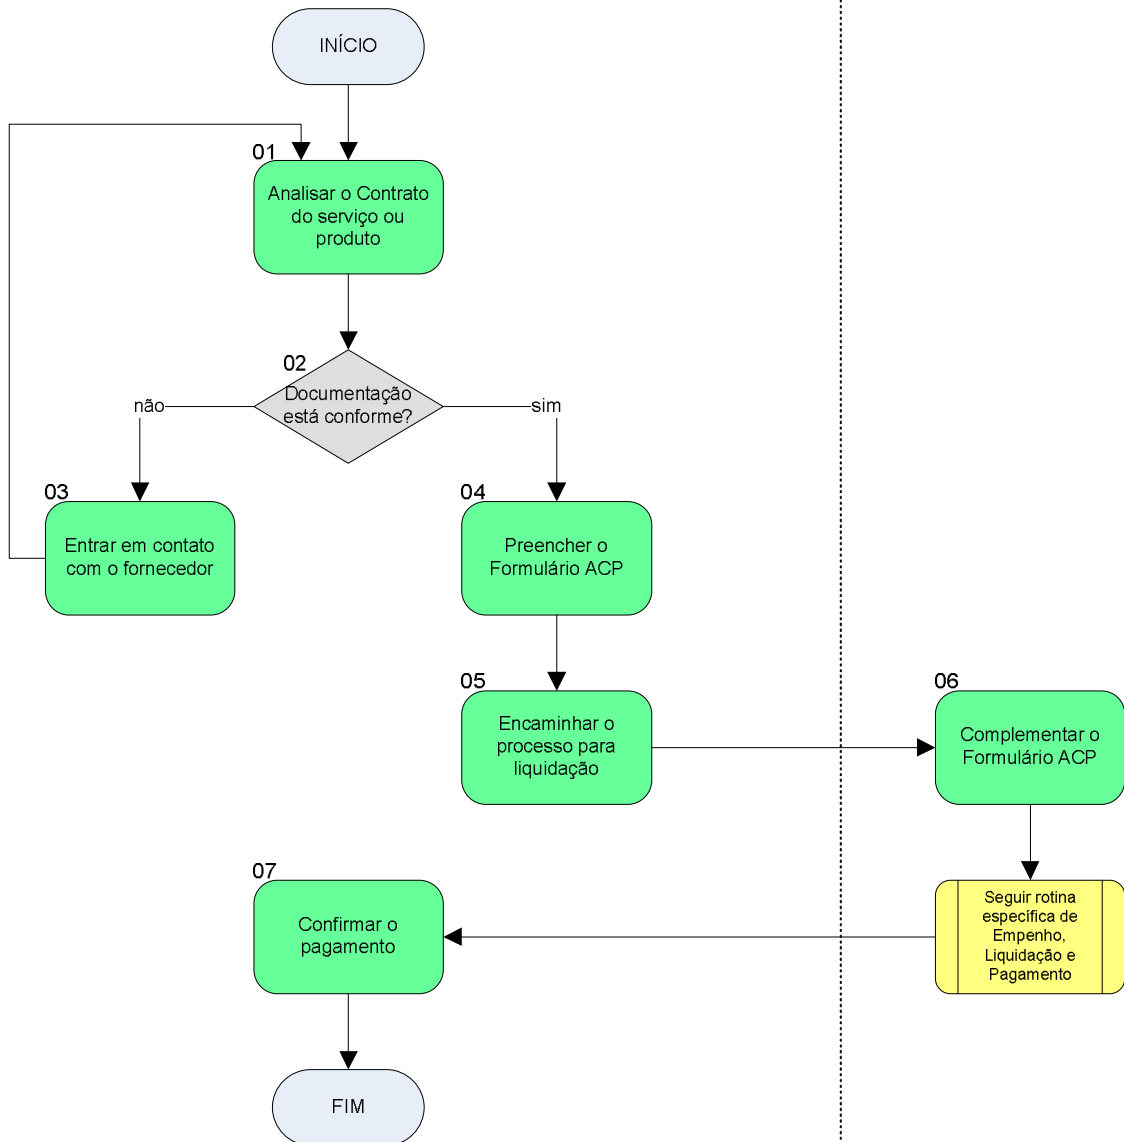 INÍCIO
01
Analisar o Contrato
do serviço ou
produto
02
Documentação
está conforme?
não
sim
03
Entrar em contato
com o fornecedor
04
Preencher o
Formulário ACP
05
Encaminhar o
processo para
liquidação
06
Complementar o
Formulário ACP
Seguir rotina
específica de
Empenho,
Liquidação e
Pagamento
07
Confirmar o
pagamento
FIM